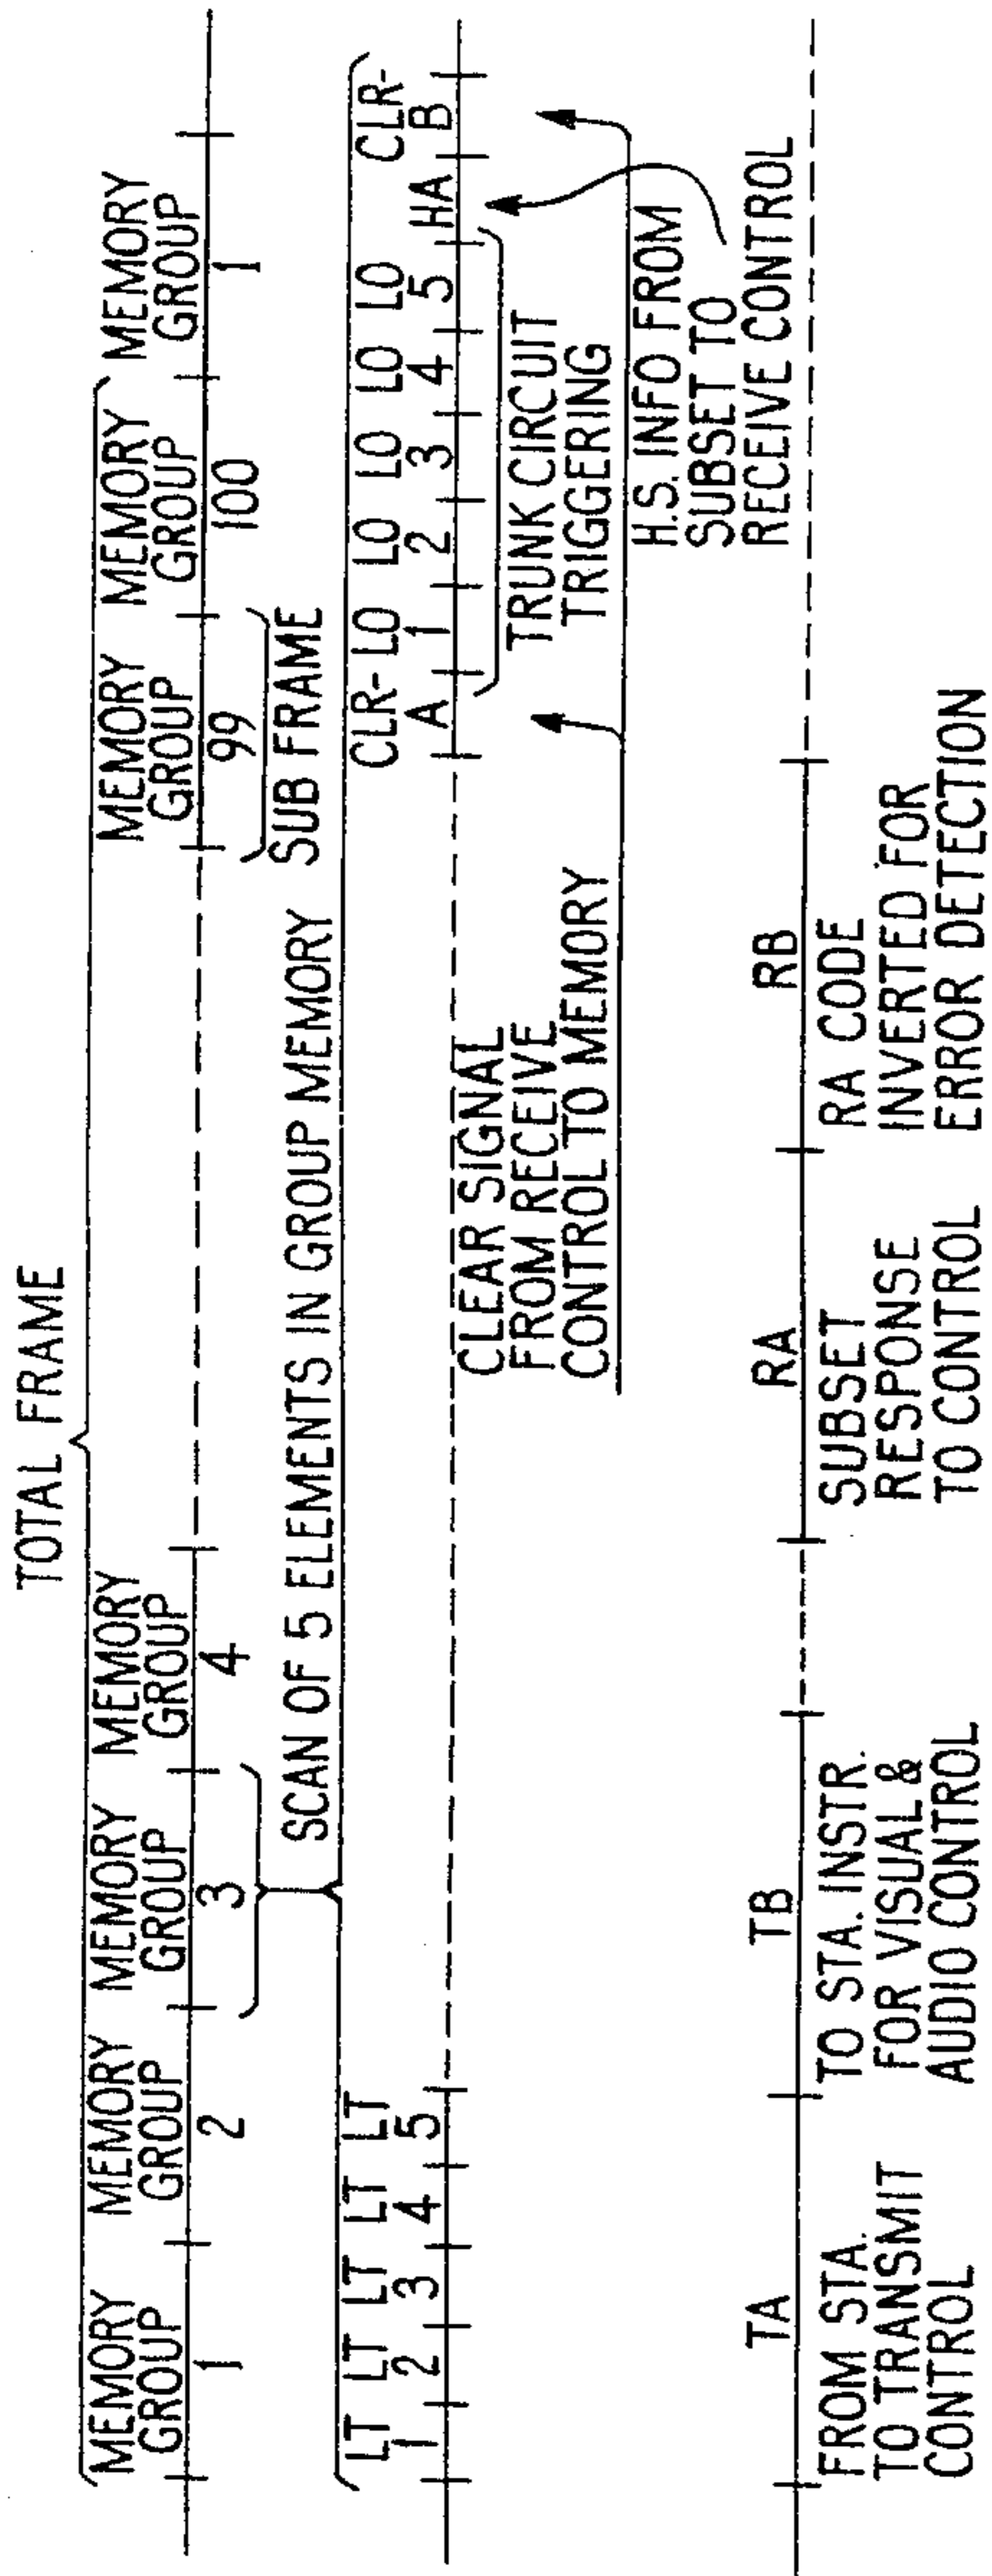 TOTAL FRAME
MEMORY GROUP 1
MEMORY GROUP 2
MEMORY GROUP 3
MEMORY GROUP 4
MEMORY GROUP 99
MEMORY GROUP 100
MEMORY GROUP 1
SUB FRAME
SCAN OF 5 ELEMENTS IN GROUP MEMORY
LT 1
LT 2
LT 3
LT 4
LT 5
CLR-A
LO 1
LO 2
LO 3
LO 4
LO 5
HA
CLR-B
CLEAR SIGNAL
FROM RECEIVE
CONTROL TO MEMORY
TRUNK CIRCUIT
TRIGGERING
H.S. INFO FROM
SUBSET TO
RECEIVE CONTROL
TA
FROM STA.
TO TRANSMIT
CONTROL
TB
TO STA. INSTR.
FOR VISUAL &
AUDIO CONTROL
RA
SUBSET
RESPONSE
TO CONTROL
RB
RA CODE
INVERTED FOR
ERROR DETECTION